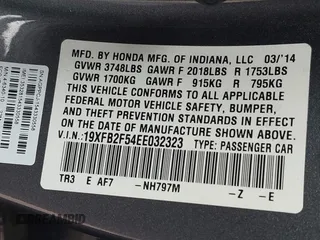 MFD. BY HONDA MFG. OF INDIANA, LLC 03/'14
GVWR 3748LBS GAWR F 2018LBS R 1753LBS
GVWR 1700KG GAWR F 915KG R 795KG
THIS VEHICLE CONFORMS TO ALL APPLICABLE
FEDERAL MOTOR VEHICLE SAFETY, BUMPER,
AND THEFT PREVENTION STANDARDS IN EFFECT
ON THE DATE OF MANUFACTURE SHOWN ABOVE.
V.I.N.: 19XFB2F54EE032323 TYPE: PASSENGER CAR
TR3 E AF7 -NH797M -Z -E